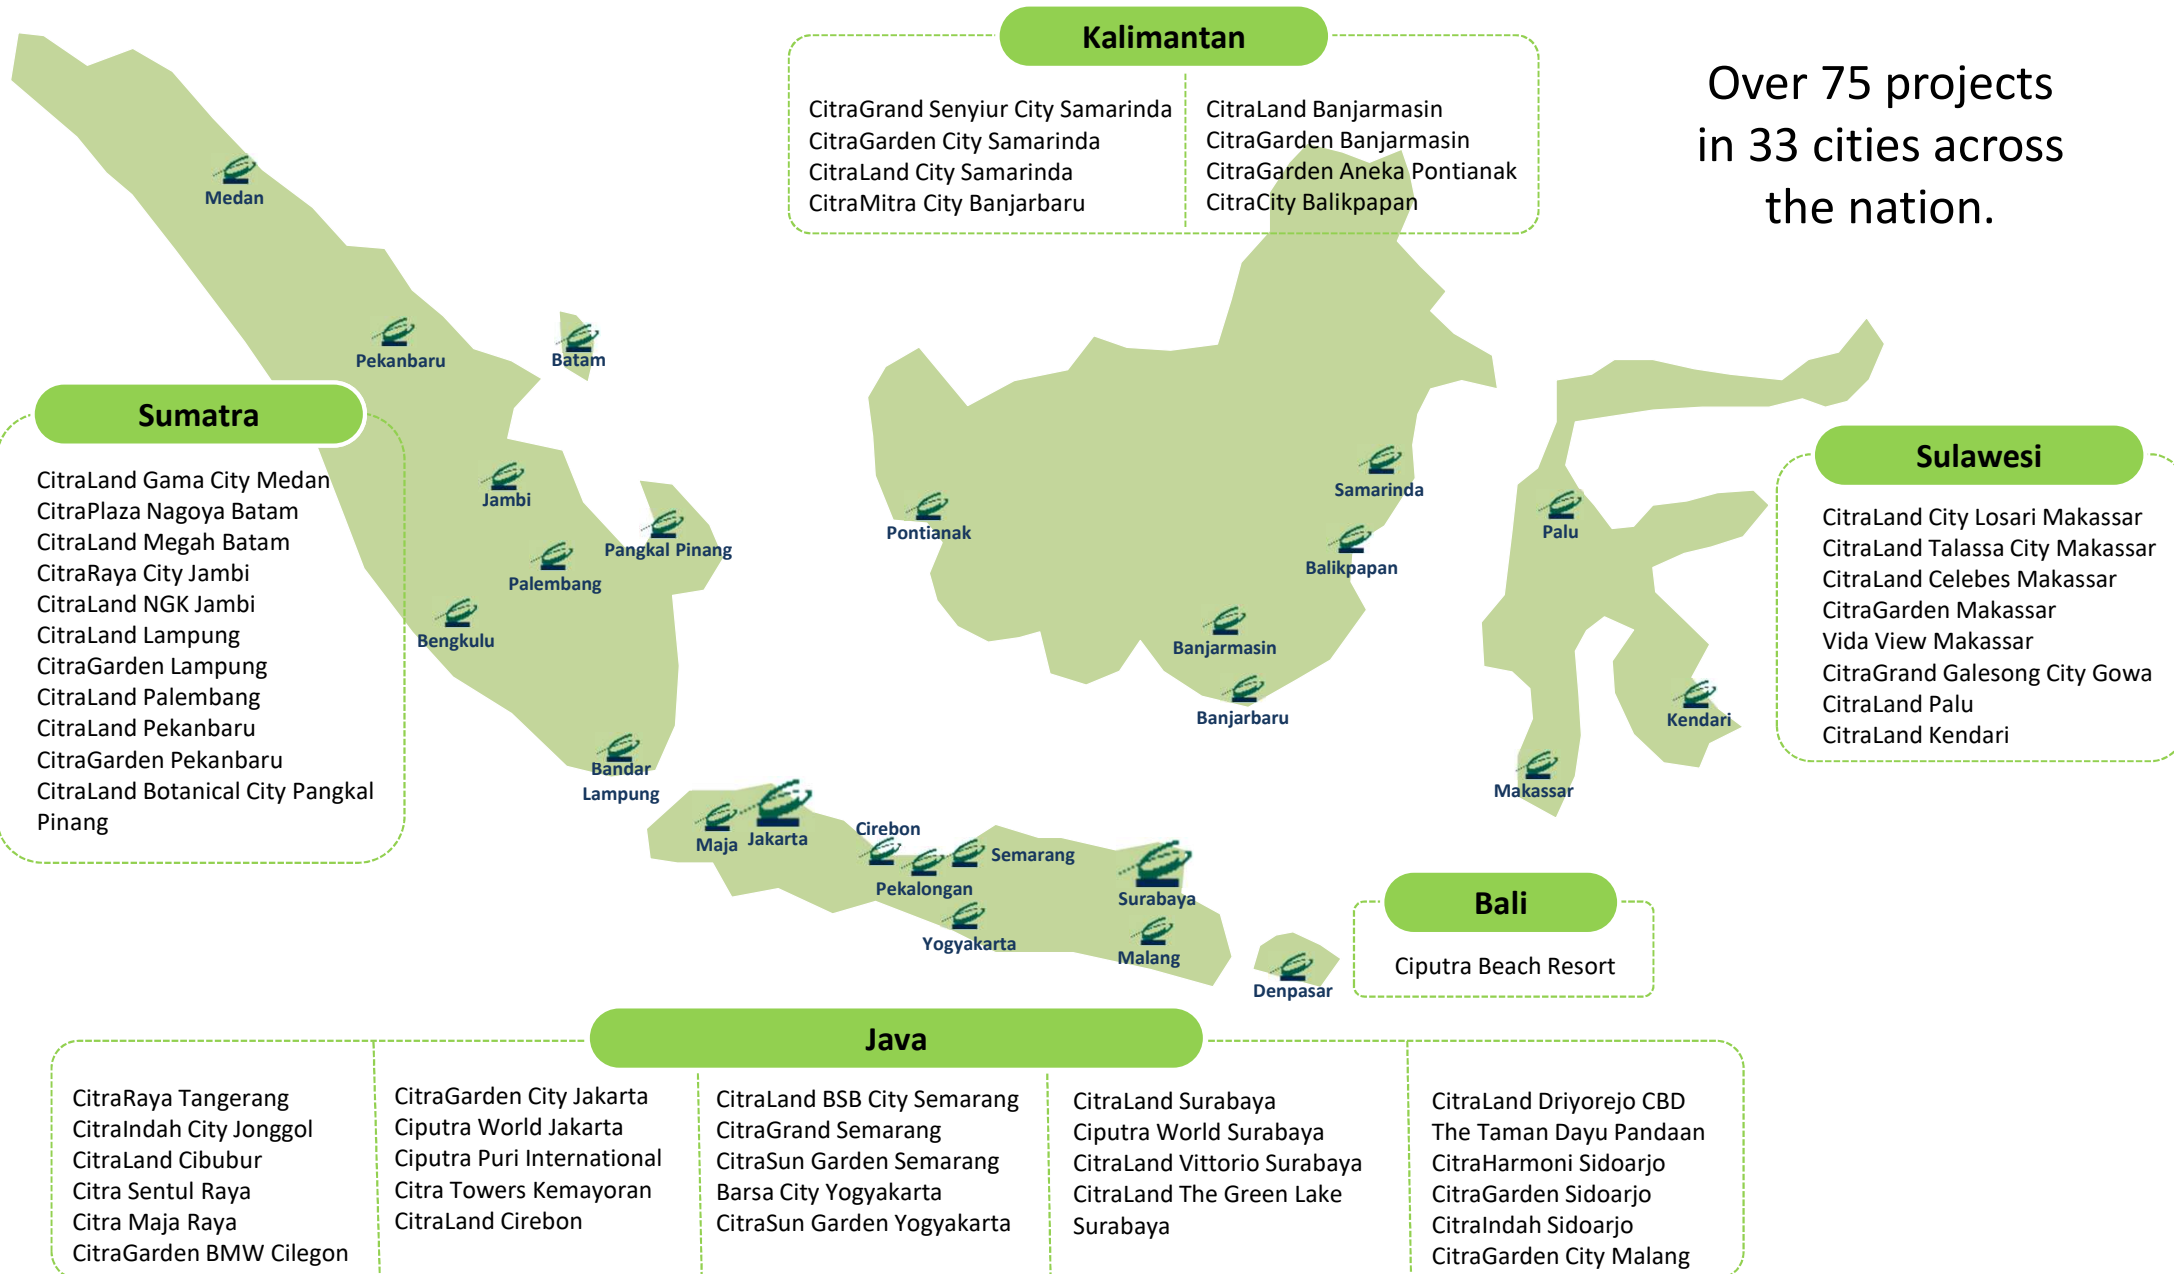 Kalimantan
CitraGrand Senyiur City Samarinda
CitraGarden City Samarinda
CitraLand City Samarinda
CitraMitra City Banjarbaru
CitraLand Banjarmasin
CitraGarden Banjarmasin
CitraGarden Aneka Pontianak
CitraCity Balikpapan
Over 75 projects
in 33 cities across
the nation.
Medan
Pekanbaru
Batam
Jambi
Pangkal Pinang
Palembang
Bengkulu
Bandar
Lampung
Pontianak
Samarinda
Balikpapan
Banjarmasin
Banjarbaru
Palu
Kendari
Makassar
Sumatra
CitraLand Gama City Medan
CitraPlaza Nagoya Batam
CitraLand Megah Batam
CitraRaya City Jambi
CitraLand NGK Jambi
CitraLand Lampung
CitraGarden Lampung
CitraLand Palembang
CitraLand Pekanbaru
CitraGarden Pekanbaru
CitraLand Botanical City Pangkal
Pinang
Sulawesi
CitraLand City Losari Makassar
CitraLand Talassa City Makassar
CitraLand Celebes Makassar
CitraGarden Makassar
Vida View Makassar
CitraGrand Galesong City Gowa
CitraLand Palu
CitraLand Kendari
Maja
Jakarta
Cirebon
Pekalongan
Semarang
Yogyakarta
Surabaya
Malang
Denpasar
Bali
Ciputra Beach Resort
Java
CitraRaya Tangerang
CitraIndah City Jonggol
CitraLand Cibubur
Citra Sentul Raya
Citra Maja Raya
CitraGarden BMW Cilegon
CitraGarden City Jakarta
Ciputra World Jakarta
Ciputra Puri International
Citra Towers Kemayoran
CitraLand Cirebon
CitraLand BSB City Semarang
CitraGrand Semarang
CitraSun Garden Semarang
Barsa City Yogyakarta
CitraSun Garden Yogyakarta
CitraLand Surabaya
Ciputra World Surabaya
CitraLand Vittorio Surabaya
CitraLand The Green Lake
Surabaya
CitraLand Driyorejo CBD
The Taman Dayu Pandaan
CitraHarmoni Sidoarjo
CitraGarden Sidoarjo
CitraIndah Sidoarjo
CitraGarden City Malang